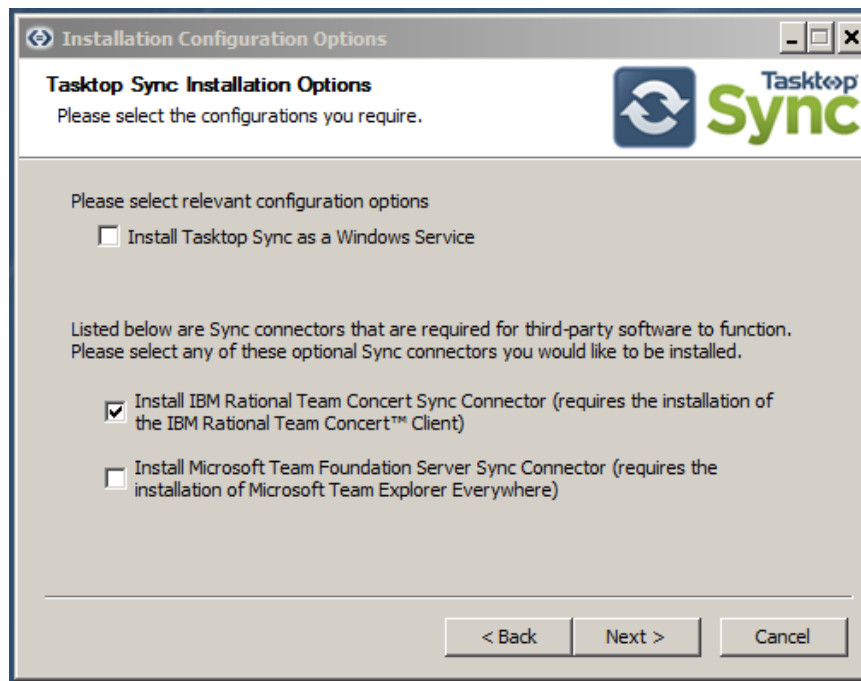 Installation Configuration Options
Tasktop Sync Installation Options
Please select the configurations you require.
Tasktop
Sync
Please select relevant configuration options
Install Tasktop Sync as a Windows Service
Listed below are Sync connectors that are required for third-party software to function.
Please select any of these optional Sync connectors you would like to be installed.
Install IBM Rational Team Concert Sync Connector (requires the installation of
the IBM Rational Team Concert™ Client)
Install Microsoft Team Foundation Server Sync Connector (requires the
installation of Microsoft Team Explorer Everywhere)
< Back
Next >
Cancel